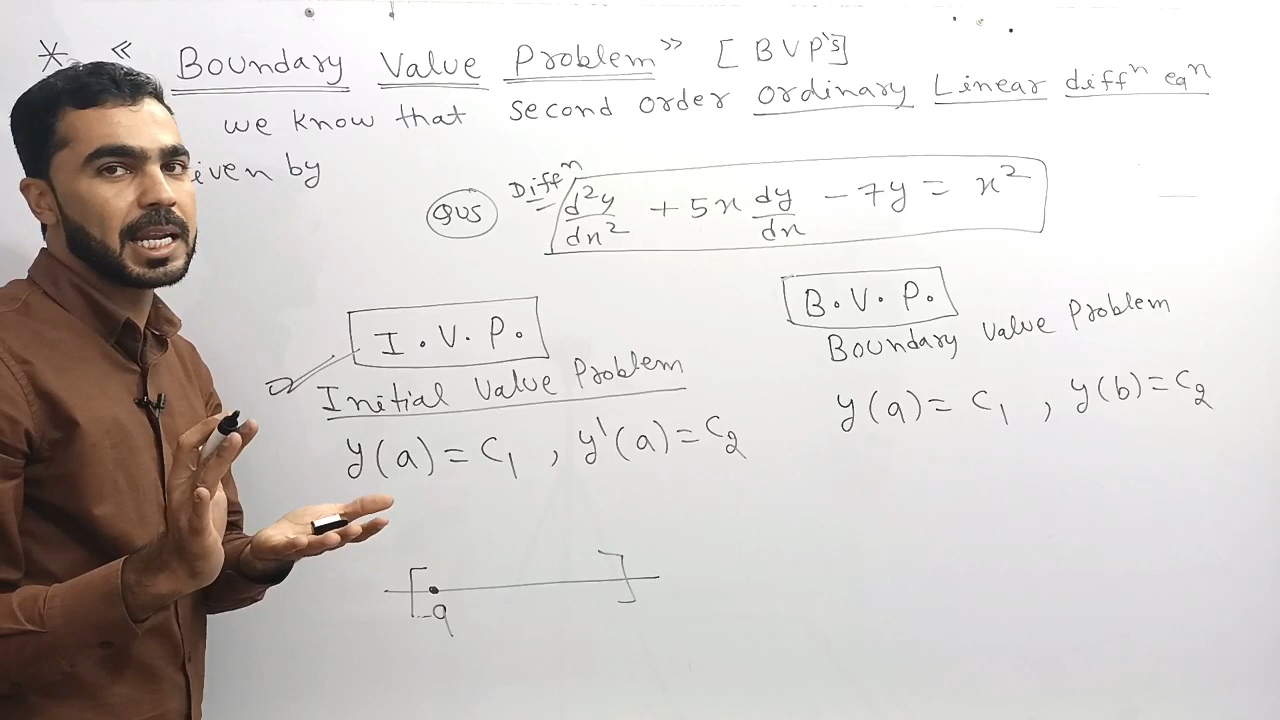 * « Boundary Value Problem » [ BVP's]
we know that second order ordinary Linear diffⁿ eqⁿ
iven by
QUS Diffⁿ d²y/dx² + 5x dy/dx - 7y = x²
I.V.P.
Initial Value Problem
y(a) = c₁ , y'(a) = c₂
B.V.P.
Boundary Value Problem
y(a) = c₁ , y(b) = c₂
a